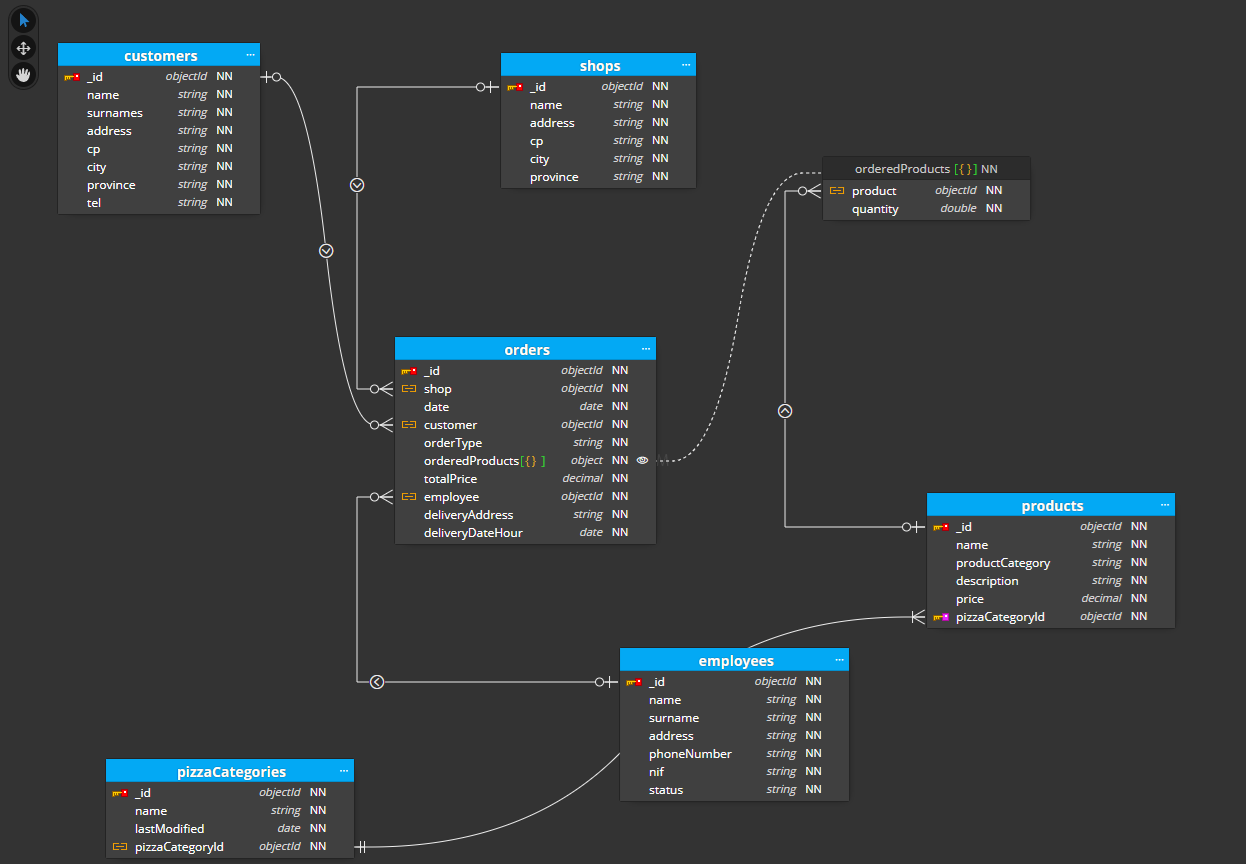 customers ...
_id objectId NN
name string NN
surnames string NN
address string NN
cp string NN
city string NN
province string NN
tel string NN
shops ...
_id objectId NN
name string NN
address string NN
cp string NN
city string NN
province string NN
orderedProducts [{}] NN
product objectId NN
quantity double NN
orders ...
_id objectId NN
shop objectId NN
date date NN
customer objectId NN
orderType string NN
orderedProducts[{} ] object NN
totalPrice decimal NN
employee objectId NN
deliveryAddress string NN
deliveryDateHour date NN
products ...
_id objectId NN
name string NN
productCategory string NN
description string NN
price decimal NN
pizzaCategoryId objectId NN
employees ...
_id objectId NN
name string NN
surname string NN
address string NN
phoneNumber string NN
nif string NN
status string NN
pizzaCategories ...
_id objectId NN
name string NN
lastModified date NN
pizzaCategoryId objectId NN